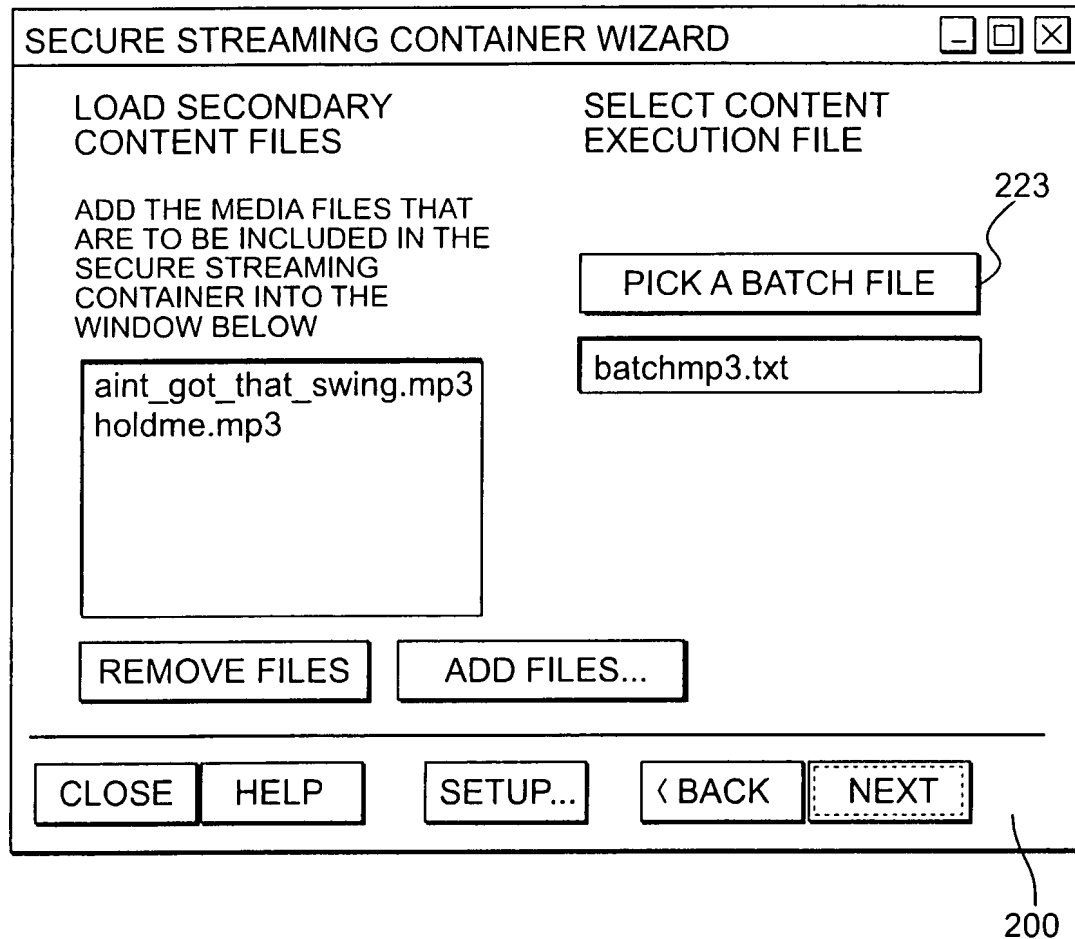 SECURE STREAMING CONTAINER WIZARD
LOAD SECONDARY
CONTENT FILES
ADD THE MEDIA FILES THAT
ARE TO BE INCLUDED IN THE
SECURE STREAMING
CONTAINER INTO THE
WINDOW BELOW
aint_got_that_swing.mp3
holdme.mp3
REMOVE FILES
ADD FILES...
SELECT CONTENT
EXECUTION FILE
223
PICK A BATCH FILE
batchmp3.txt
CLOSE
HELP
SETUP...
< BACK
NEXT
200